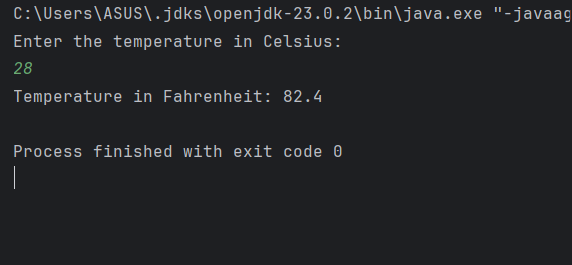 C:\Users\ASUS\.jdks\openjdk-23.0.2\bin\java.exe "-javaag
Enter the temperature in Celsius:
28
Temperature in Fahrenheit: 82.4
Process finished with exit code 0